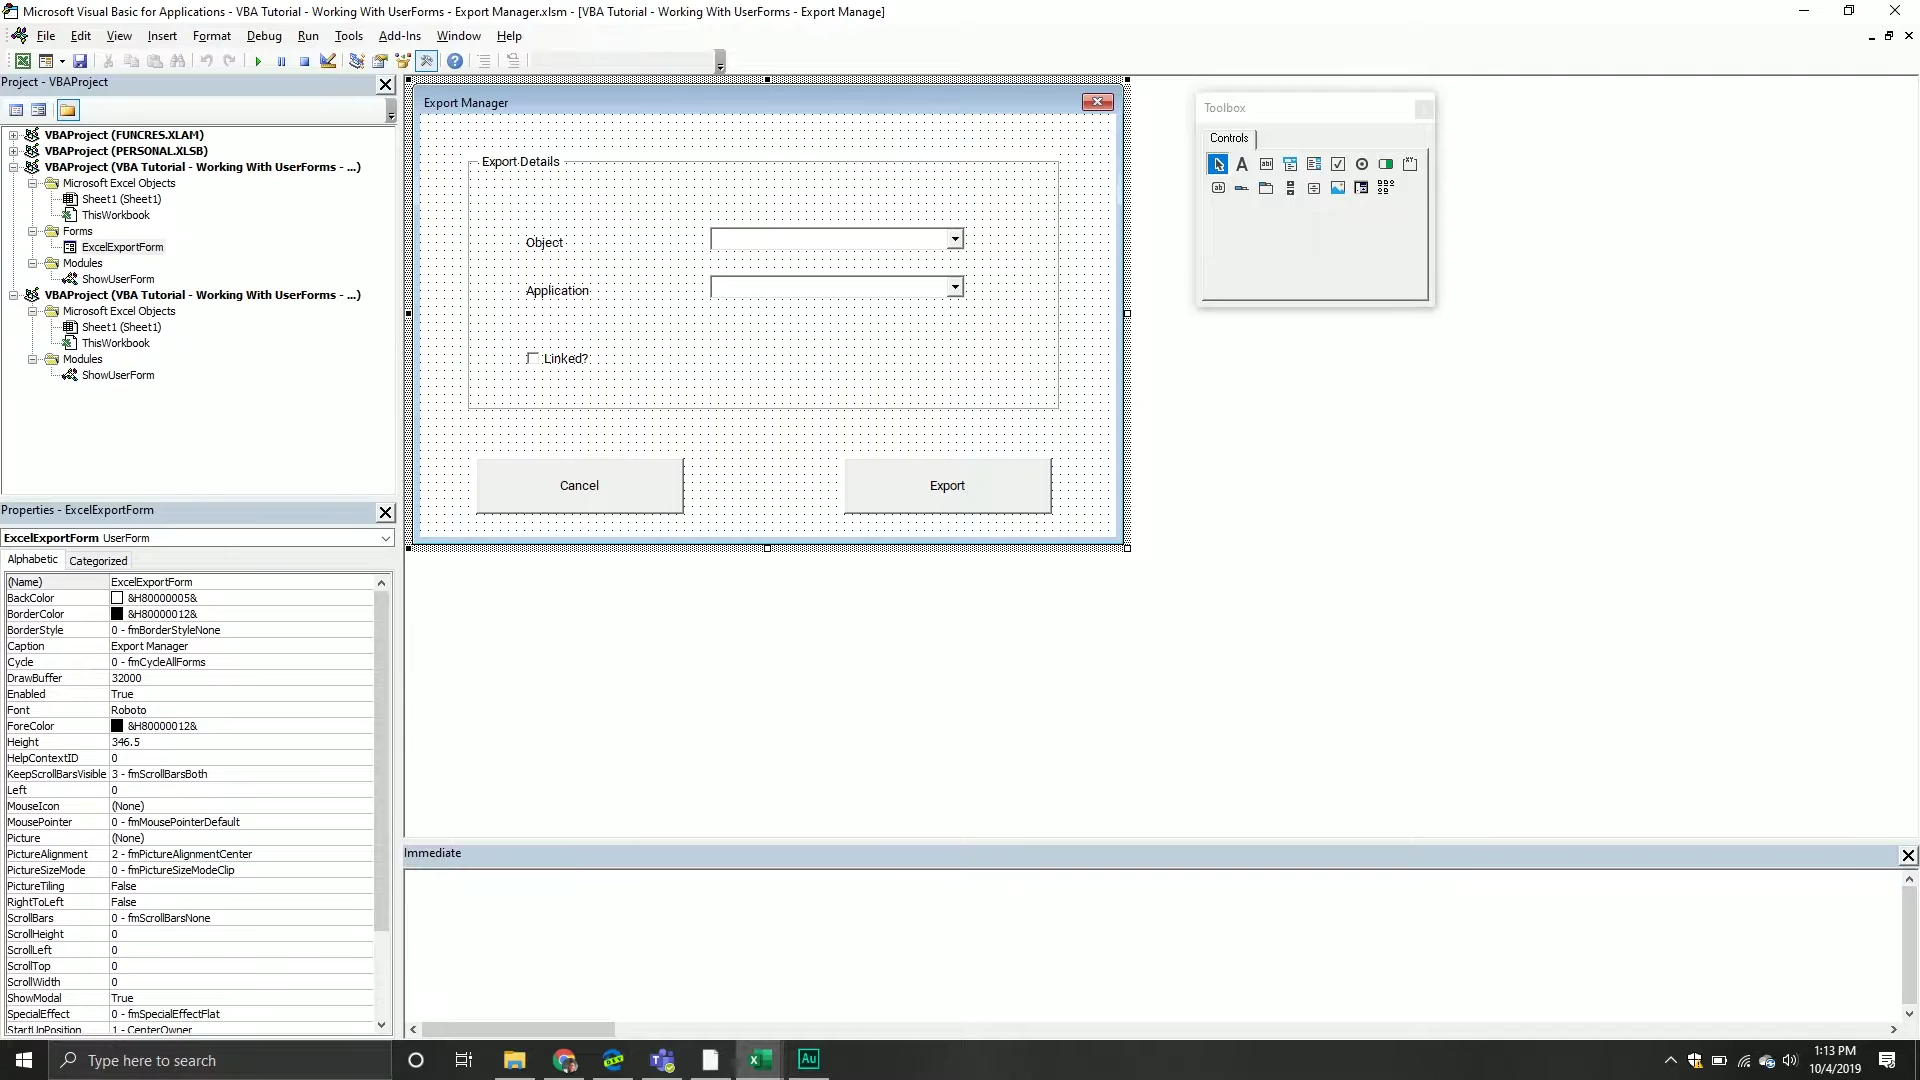 Microsoft Visual Basic for Applications - VBA Tutorial - Working With UserForms - Export Manager.xlsm - [VBA Tutorial - Working With UserForms - Export Manage]
File Edit View Insert Format Debug Run Tools Add-Ins Window Help
Project - VBAProject
VBAProject (FUNCRES.XLAM)
VBAProject (PERSONAL.XLSB)
VBAProject (VBA Tutorial - Working With UserForms - ...)
Microsoft Excel Objects
Sheet1 (Sheet1)
ThisWorkbook
Forms
ExcelExportForm
Modules
ShowUserForm
VBAProject (VBA Tutorial - Working With UserForms - ...)
Microsoft Excel Objects
Sheet1 (Sheet1)
ThisWorkbook
Modules
ShowUserForm
Properties - ExcelExportForm
ExcelExportForm UserForm
Alphabetic Categorized
(Name) ExcelExportForm
BackColor &H80000005&
BorderColor &H80000012&
BorderStyle 0 - fmBorderStyleNone
Caption Export Manager
Cycle 0 - fmCycleAllForms
DrawBuffer 32000
Enabled True
Font Roboto
ForeColor &H80000012&
Height 346.5
HelpContextID 0
KeepScrollBarsVisible 3 - fmScrollBarsBoth
Left 0
MouseIcon (None)
MousePointer 0 - fmMousePointerDefault
Picture (None)
PictureAlignment 2 - fmPictureAlignmentCenter
PictureSizeMode 0 - fmPictureSizeModeClip
PictureTiling False
RightToLeft False
ScrollBars 0 - fmScrollBarsNone
ScrollHeight 0
ScrollLeft 0
ScrollTop 0
ScrollWidth 0
ShowModal True
SpecialEffect 0 - fmSpecialEffectFlat
StartUpPosition 1 - CenterOwner
Export Manager
Export Details
Object
Application
Linked?
Cancel Export
Toolbox
Controls
A
Immediate
Type here to search
DEV
Au
1:13 PM
10/4/2019